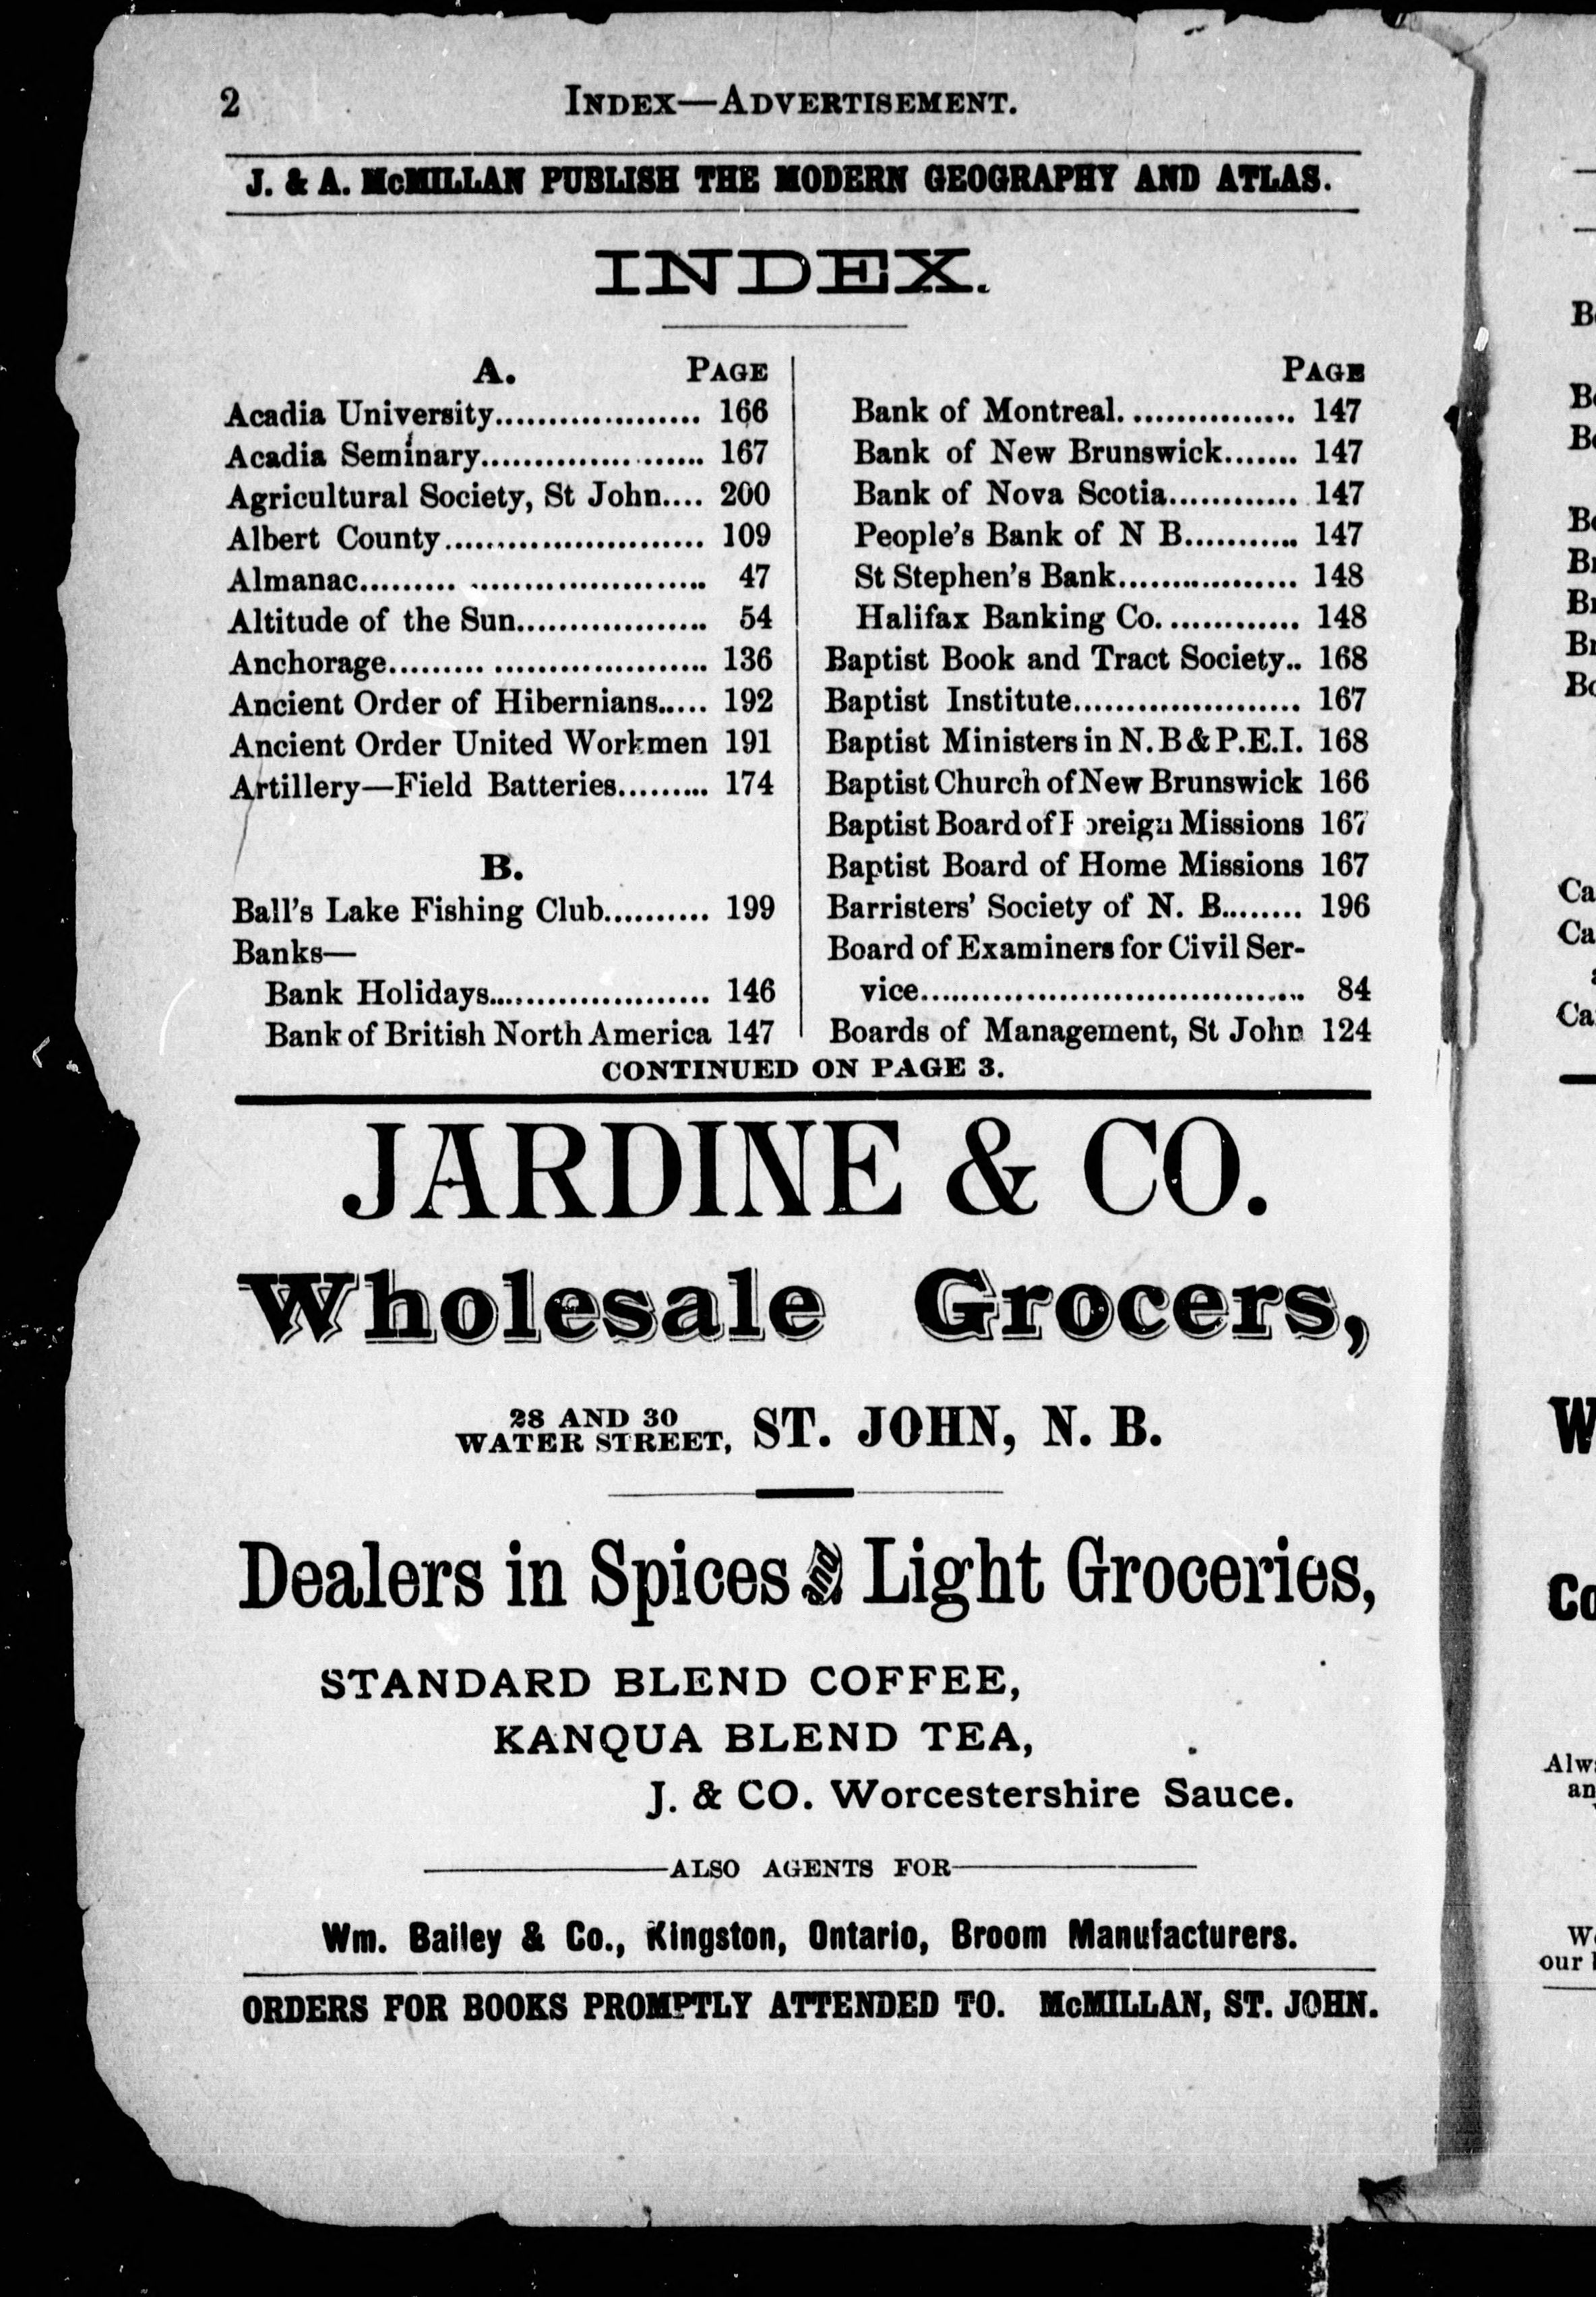 2 INDEX—ADVERTISEMENT.
J. & A. McMILLAN PUBLISH THE MODERN GEOGRAPHY AND ATLAS.
INDEX.
A. PAGE
Acadia University.................... 166
Acadia Seminary..................... 167
Agricultural Society, St John.... 200
Albert County......................... 109
Almanac................................. 47
Altitude of the Sun.................. 54
Anchorage.............................. 136
Ancient Order of Hibernians..... 192
Ancient Order United Workmen 191
Artillery—Field Batteries......... 174
B.
Ball's Lake Fishing Club.......... 199
Banks—
Bank Holidays..................... 146
Bank of British North America 147
PAGE
Bank of Montreal................. 147
Bank of New Brunswick....... 147
Bank of Nova Scotia............. 147
People's Bank of N B........... 147
St Stephen's Bank................. 148
Halifax Banking Co.............. 148
Baptist Book and Tract Society.. 168
Baptist Institute...................... 167
Baptist Ministers in N. B & P.E.I. 168
Baptist Church of New Brunswick 166
Baptist Board of Foreign Missions 167
Baptist Board of Home Missions 167
Barristers' Society of N. B........ 196
Board of Examiners for Civil Ser-
vice..................................... 84
Boards of Management, St John 124
CONTINUED ON PAGE 3.
JARDINE & CO.
Wholesale Grocers,
28 AND 30
WATER STREET, ST. JOHN, N. B.
Dealers in Spices and Light Groceries,
STANDARD BLEND COFFEE,
KANQUA BLEND TEA,
J. & CO. Worcestershire Sauce.
ALSO AGENTS FOR
Wm. Bailey & Co., Kingston, Ontario, Broom Manufacturers.
ORDERS FOR BOOKS PROMPTLY ATTENDED TO. McMILLAN, ST. JOHN.